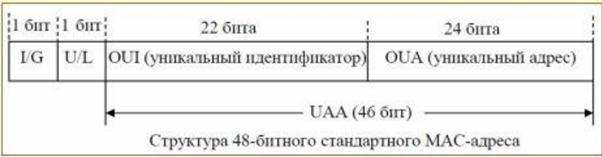 1 бит 1 бит 22 бита 24 бита
I/G U/L OUI (уникальный идентификатор) OUA (уникальный адрес)
UAA (46 бит)
Структура 48-битного стандартного MAC-адреса